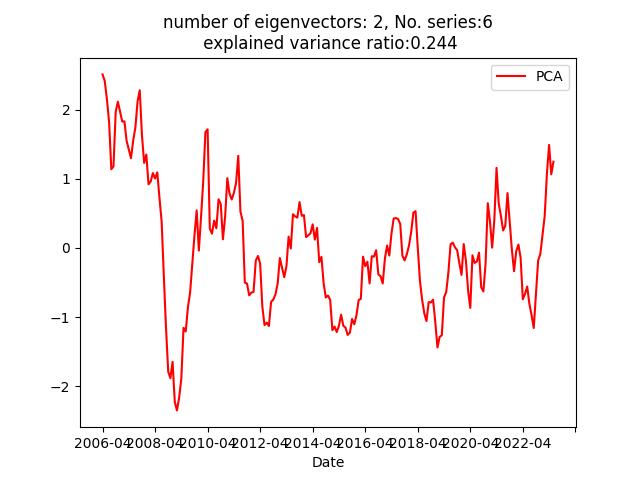 number of eigenvectors: 2, No. series:6
explained variance ratio:0.244
PCA
2
1
0
−1
−2
2006-04 2008-04 2010-04 2012-04 2014-04 2016-04 2018-04 2020-04 2022-04
Date